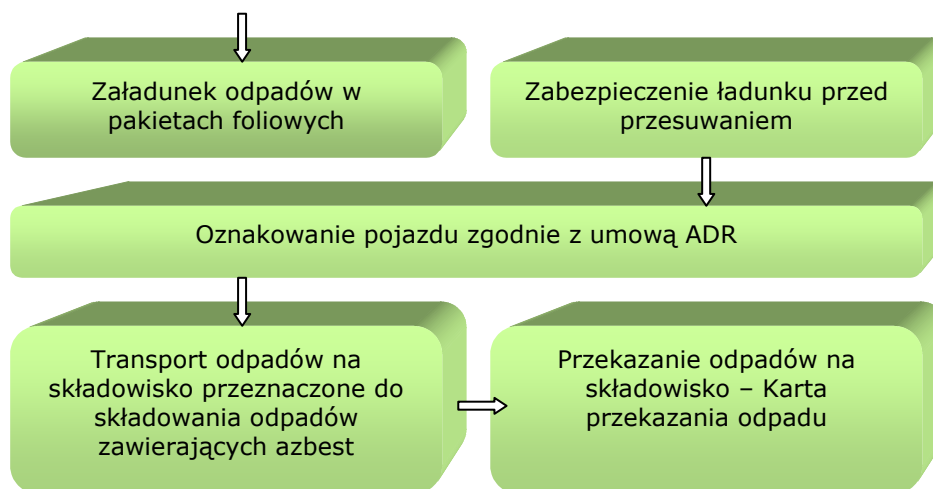 Załadunek odpadów w
pakietach foliowych
Zabezpieczenie ładunku przed
przesuwaniem
Oznakowanie pojazdu zgodnie z umową ADR
Transport odpadów na
składowisko przeznaczone do
składowania odpadów
zawierających azbest
Przekazanie odpadów na
składowisko – Karta
przekazania odpadu